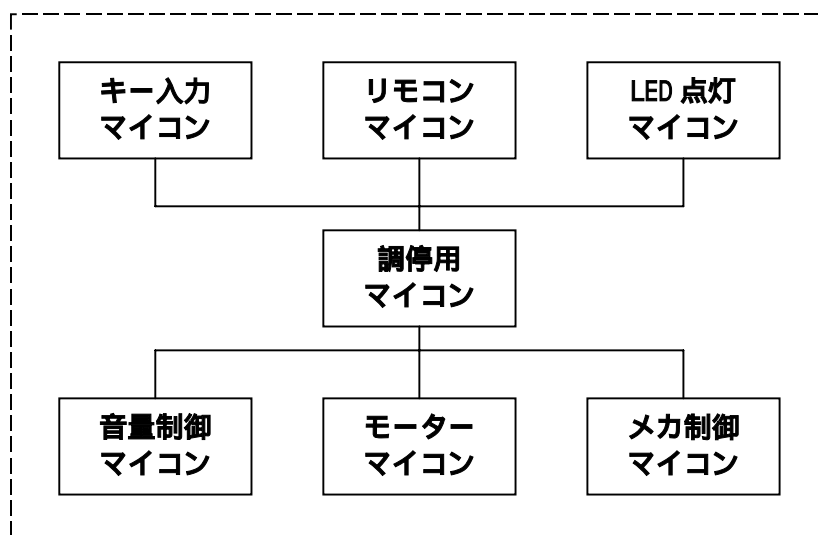 キー入力
マイコン
リモコン
マイコン
LED 点灯
マイコン
調停用
マイコン
音量制御
マイコン
モーター
マイコン
メカ制御
マイコン